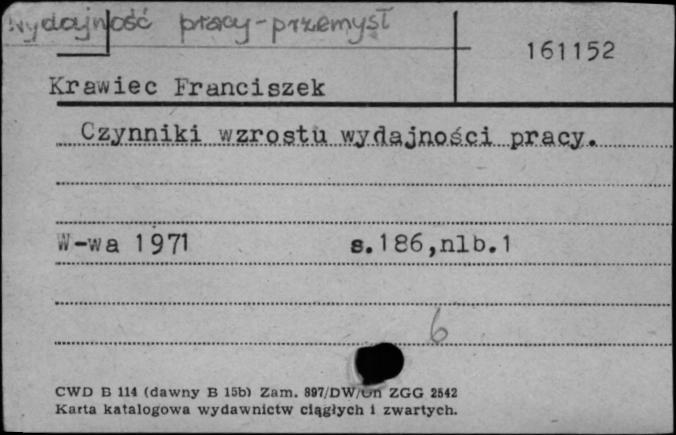 Wydajność pracy-przemysł
161152
Krawiec Franciszek
Czynniki wzrostu wydajności pracy.
W-wa 1971 s.186,nlb.1
6
CWD B 114 (dawny B 15b) Zam. 897/DW/Un ZGG 2542
Karta katalogowa wydawnictw ciągłych i zwartych.